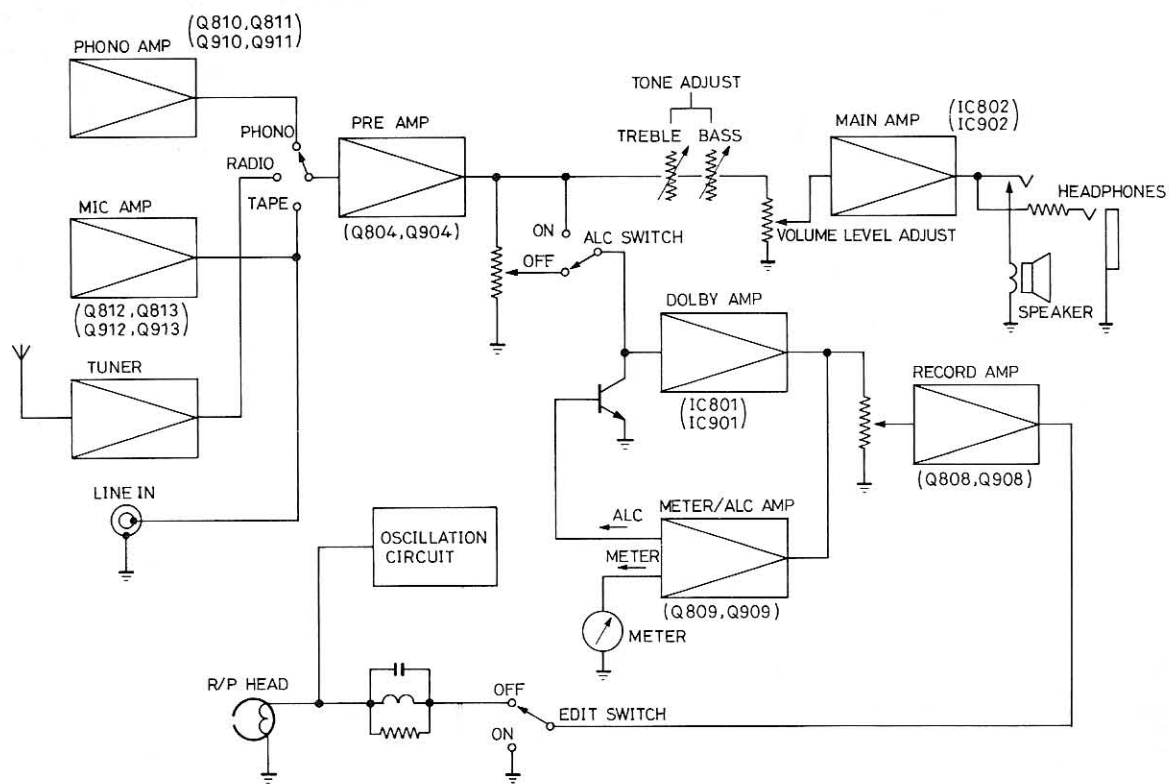 PHONO AMP
(Q810,Q811
Q910,Q911)
PHONO
RADIO
TAPE
MIC AMP
(Q812,Q813
Q912,Q913)
TUNER
LINE IN
PRE AMP
(Q804,Q904)
TONE ADJUST
TREBLE BASS
MAIN AMP
(IC802
IC902)
HEADPHONES
VOLUME LEVEL ADJUST
SPEAKER
ON
OFF
ALC SWITCH
DOLBY AMP
(IC801
IC901)
RECORD AMP
(Q808,Q908)
METER/ALC AMP
ALC
METER
(Q809,Q909)
METER
OSCILLATION
CIRCUIT
R/P HEAD
OFF
EDIT SWITCH
ON